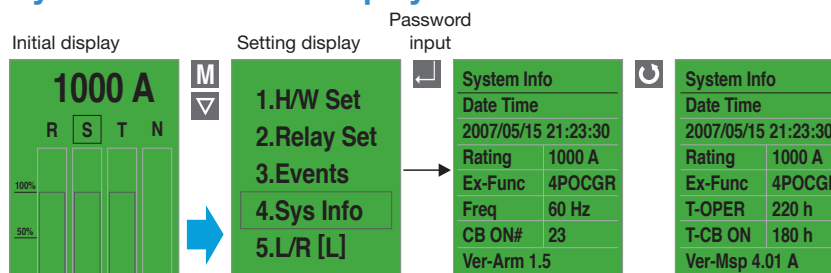 Password
Initial display
Setting display
input
1000 A
R S T N
100%
50%
M
1.H/W Set
2.Relay Set
3.Events
4.Sys Info
5.L/R [L]
System Info
Date Time
2007/05/15 21:23:30
Rating 1000 A
Ex-Func 4POCGR
Freq 60 Hz
CB ON# 23
Ver-Arm 1.5
System Info
Date Time
2007/05/15 21:23:30
Rating 1000 A
Ex-Func
T-OPER 220 h
T-CB ON 180 h
Ver-Msp 4.01 A